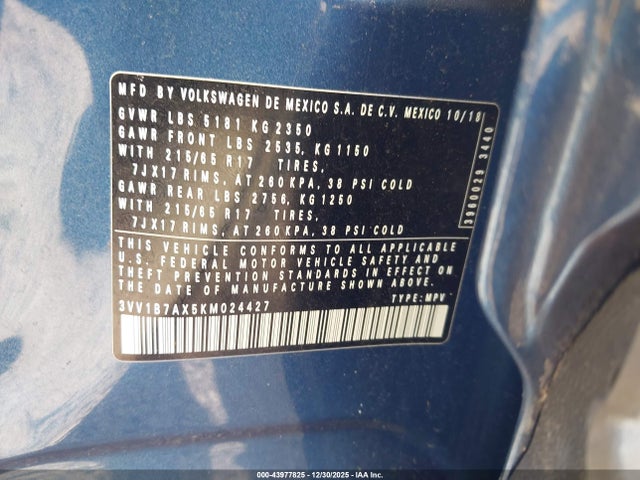 MFD BY VOLKSWAGEN DE MEXICO S.A. DE C.V. MEXICO 10/18
GVWR LBS 5181 KG 2350
GAWR FRONT LBS 2535, KG 1150
WITH 215/65 R17 TIRES,
7JX17 RIMS, AT 260 KPA, 38 PSI COLD
GAWR REAR LBS 2756, KG 1250
WITH 215/65 R17 TIRES,
7JX17 RIMS, AT 260 KPA, 38 PSI COLD
THIS VEHICLE CONFORMS TO ALL APPLICABLE
U.S. FEDERAL MOTOR VEHICLE SAFETY AND
THEFT PREVENTION STANDARDS IN EFFECT ON
THE DATE OF MANUFACTURE SHOWN ABOVE.
3VV1B7AX5KM024427 TYPE: MPV
3960029 3440
000-43977825 - 12/30/2025 - IAA Inc.